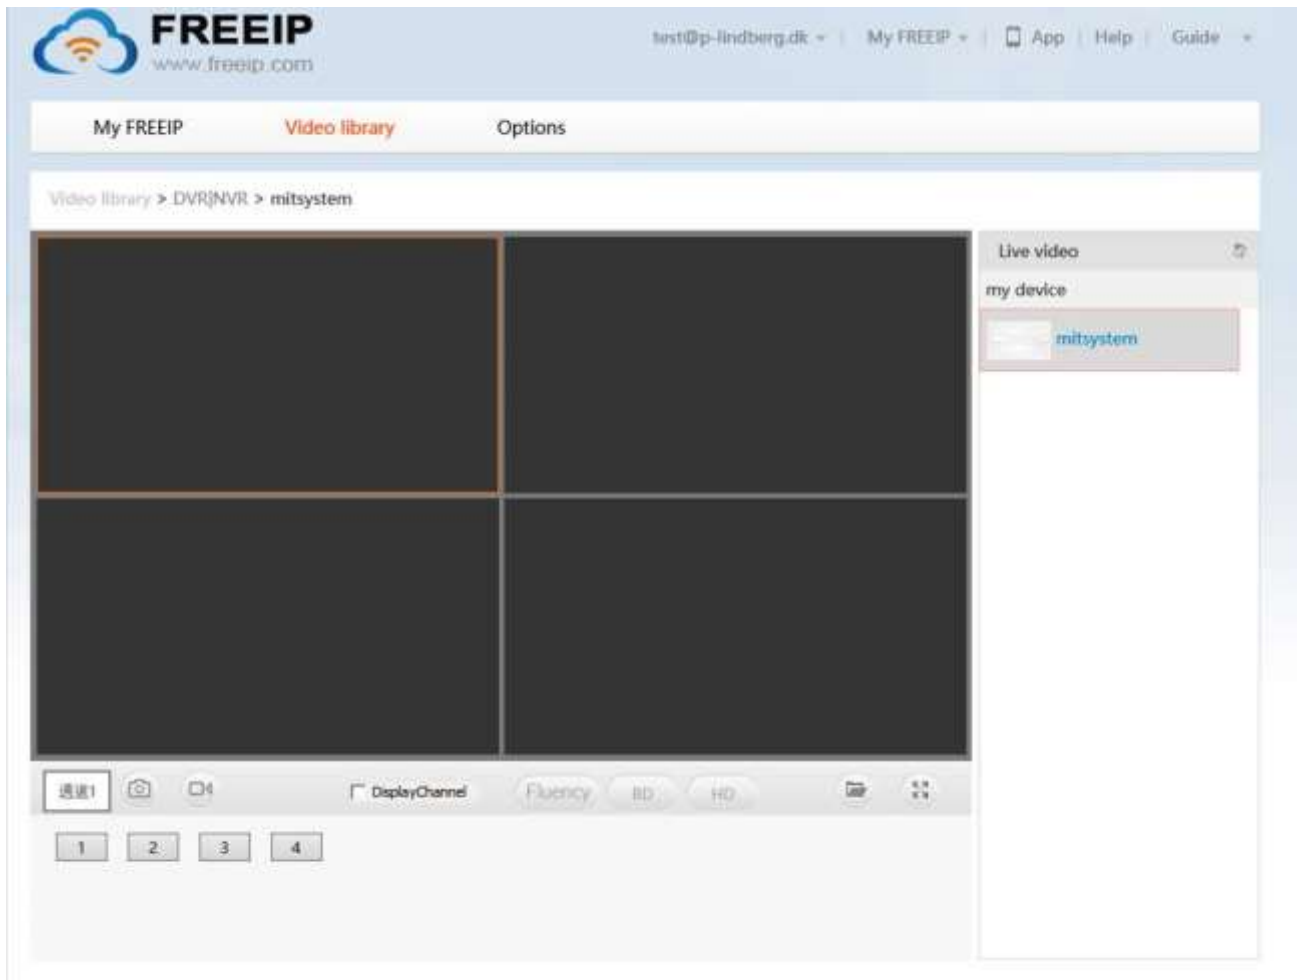 FREEIP
www.freeip.com
test@p-lindberg.dk
My FREEIP
App
Help
Guide
My FREEIP
Video library
Options
Video library > DVR|NVR > mitsystem
Live video
my device
mitsystem
通道1
DisplayChannel
Fluency
BD
HD
1
2
3
4